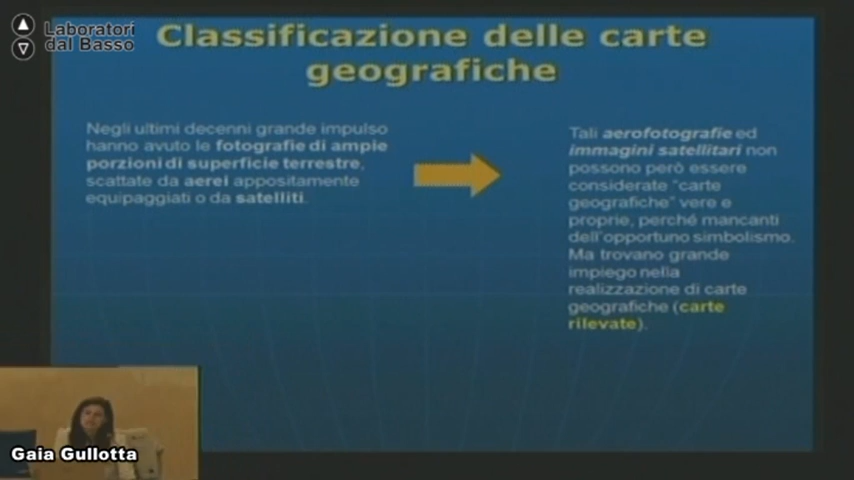 Laboratori
dal Basso
Classificazione delle carte
geografiche
Negli ultimi decenni grande impulso
hanno avuto le fotografie di ampie
porzioni di superficie terrestre,
scattate da aerei appositamente
equipaggiati o da satelliti.
Tali aerofotografie ed
immagini satellitari non
possono però essere
considerate “carte
geografiche” vere e
proprie, perché mancanti
dell’opportuno simbolismo.
Ma trovano grande
impiego nella
realizzazione di carte
geografiche (carte
rilevate).
Gaia Gullotta